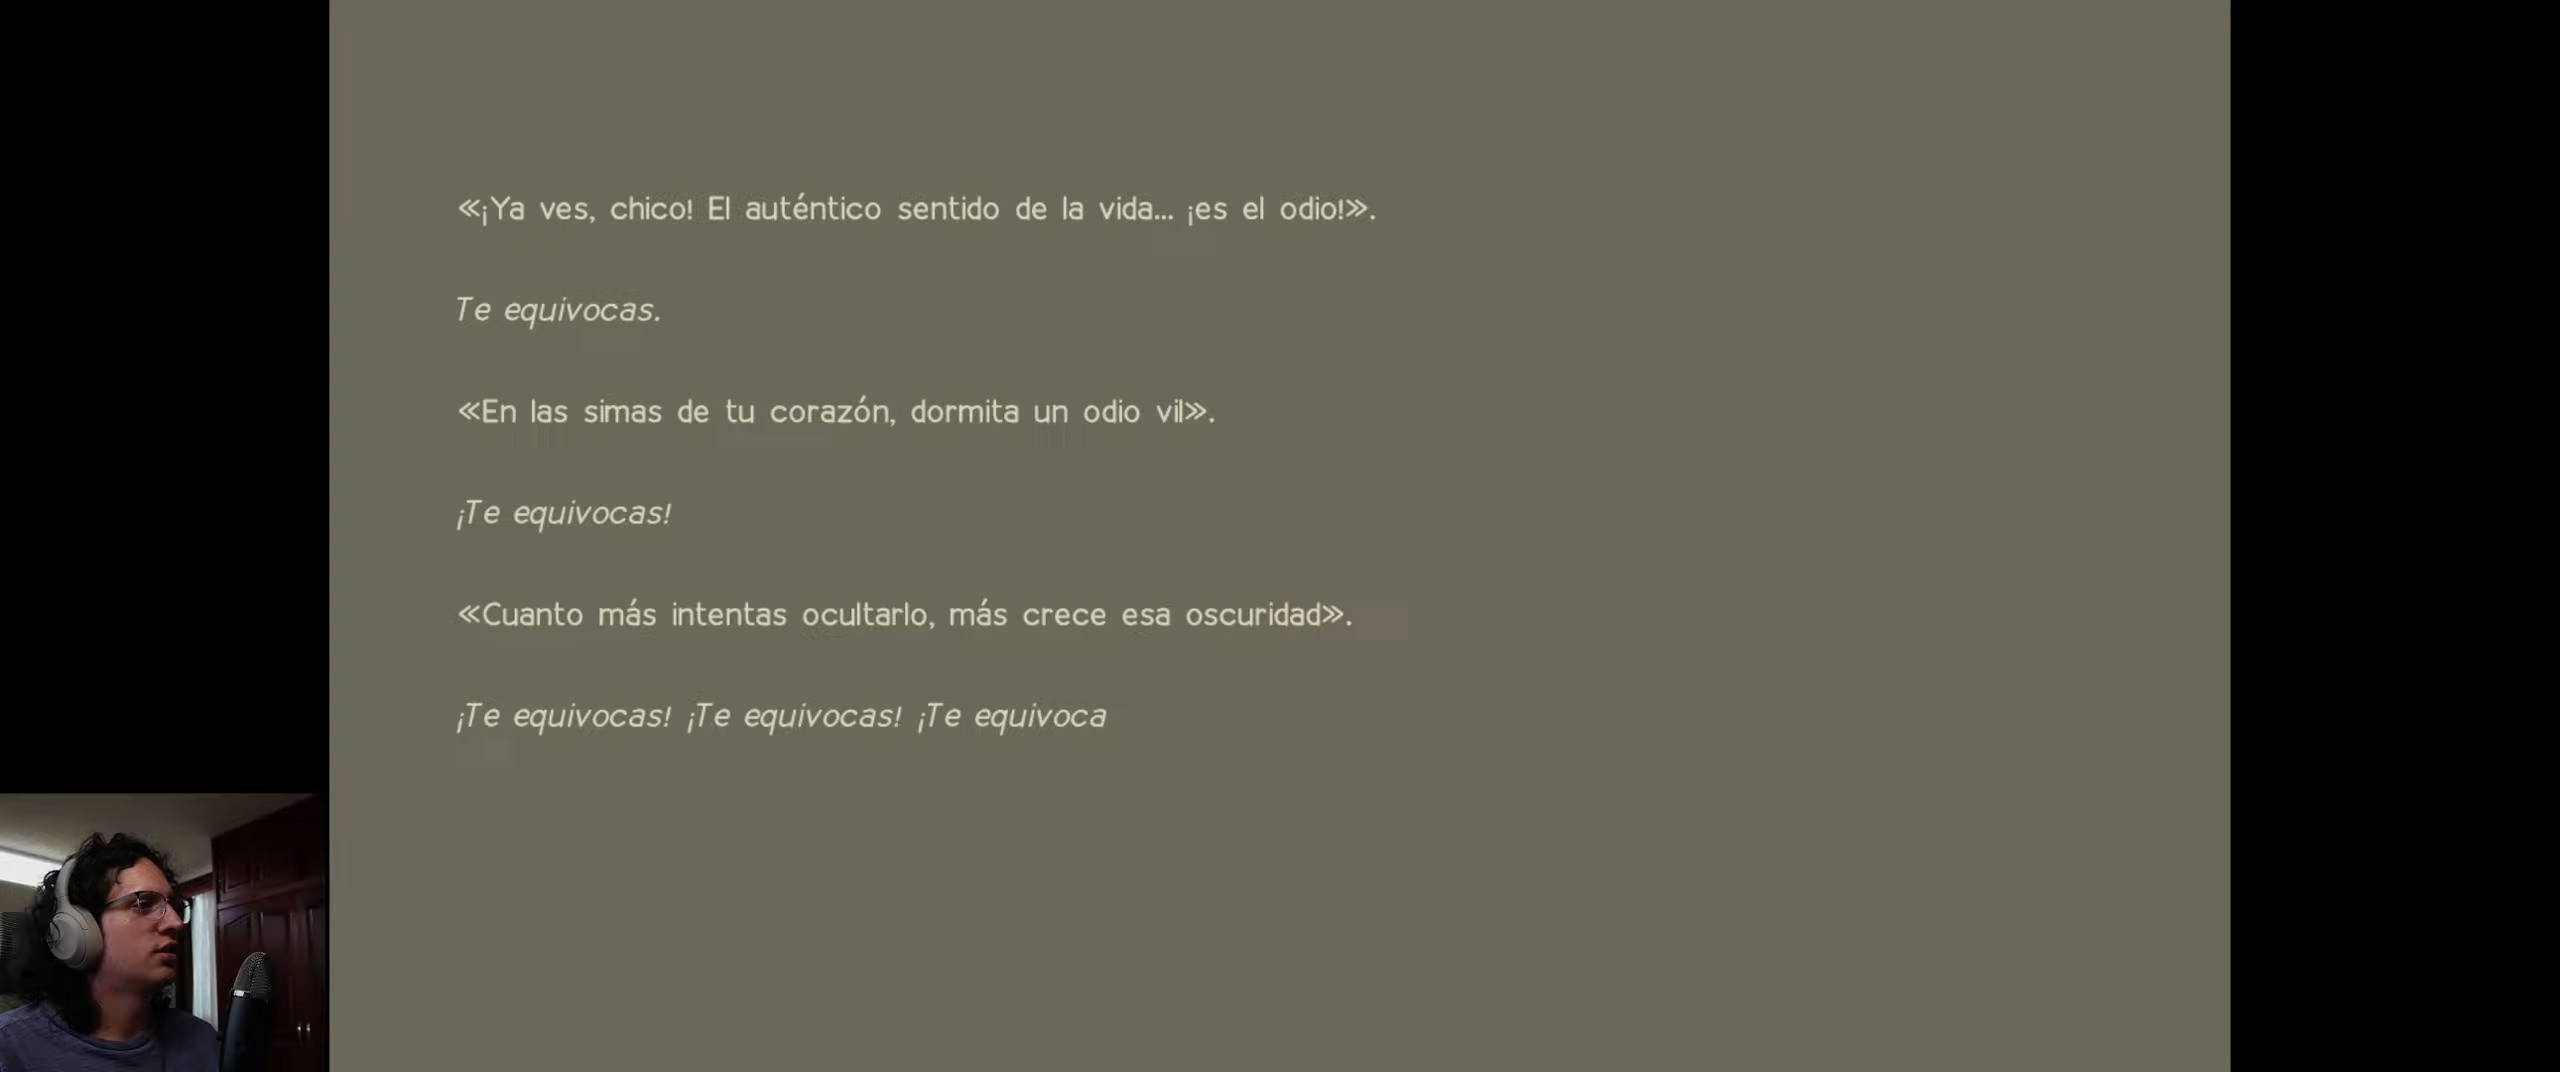 «¡Ya ves, chico! El auténtico sentido de la vida... ¡es el odio!».
Te equivocas.
«En las simas de tu corazón, dormita un odio vil».
¡Te equivocas!
«Cuanto más intentas ocultarlo, más crece esa oscuridad».
¡Te equivocas! ¡Te equivocas! ¡Te equivoca